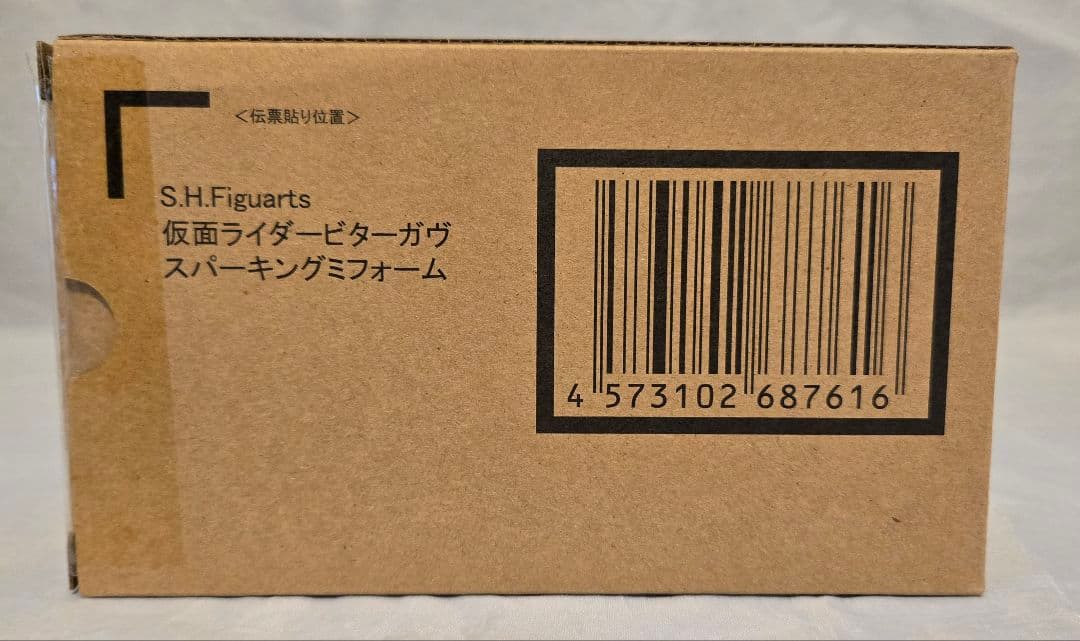 <伝票貼り位置>
S.H.Figuarts
仮面ライダービターガヴ
スパーキングミフォーム
4 573102 687616